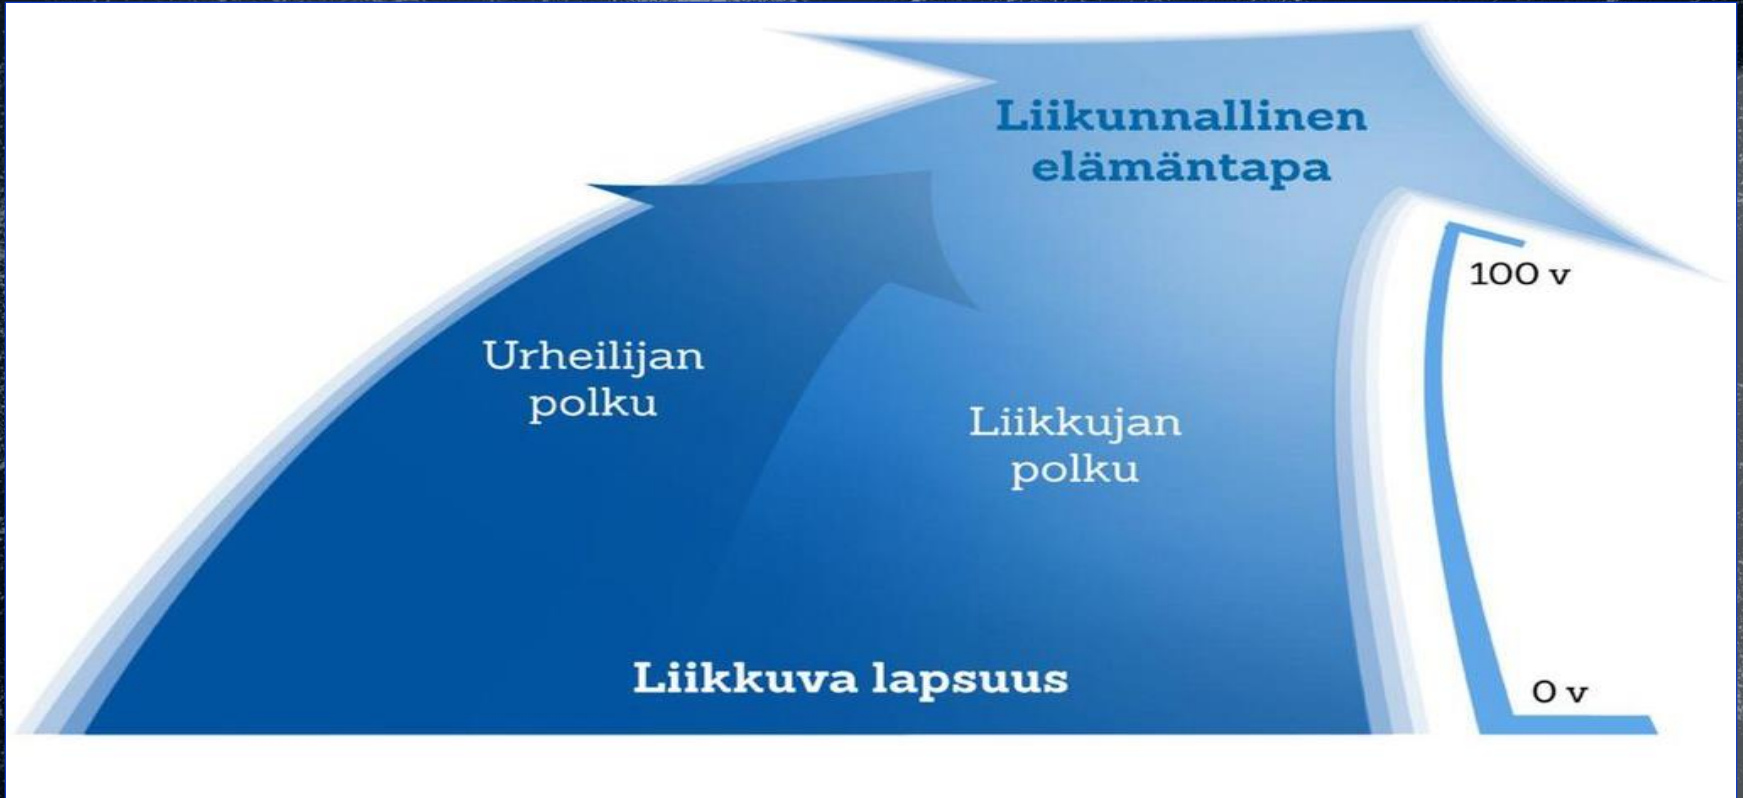 Liikunnallinen
elämäntapa
100 v
Urheilijan
polku
Liikkujan
polku
Liikkuva lapsuus
0 v